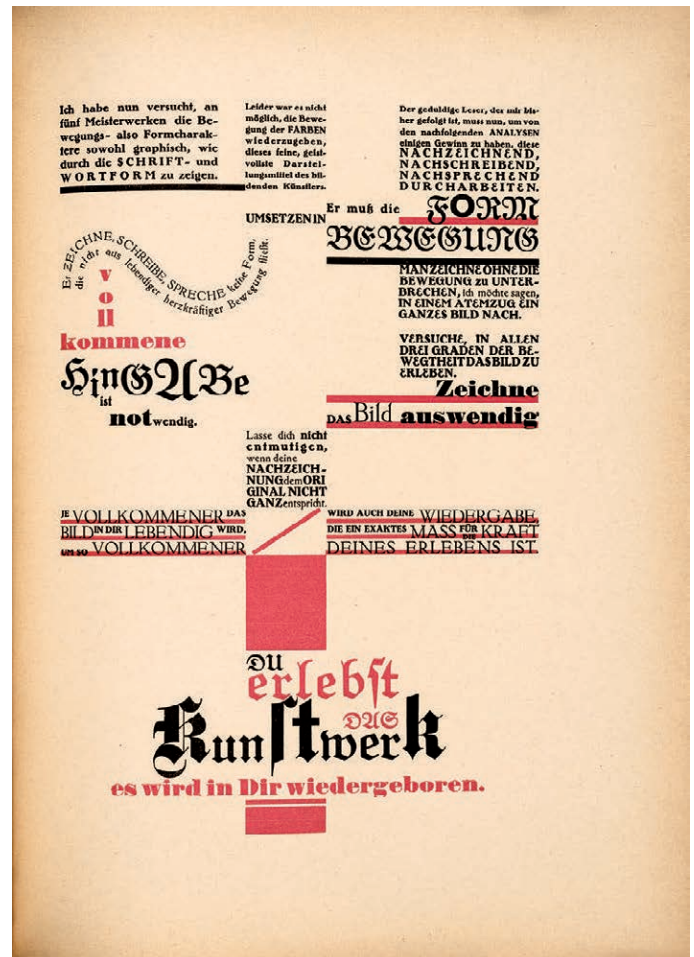 Ich habe nun versucht, an
fünf Meisterwerken die Be-
wegungs- also Formcharak-
tere sowohl graphisch, wie
durch die SCHRIFT- und
WORTFORM zu zeigen.
Leider war es nicht
möglich, die Bewe-
gung der FARBEN
wiederzugeben,
dieses feine, geist-
vollste Darstel-
lungsmittel des bil-
denden Künstlers.
Der geduldige Leser, der mir bis-
her gefolgt ist, muss nun, um von
den nachfolgenden ANALYSEN
einigen Gewinn zu haben, diese
NACHZEICHNEND,
NACHSCHREIBEND,
NACHSPRECHEND
DURCHARBEITEN.
Er muß die FORM
UMSETZEN IN BEWEGUNG
Er ZEICHNE, SCHREIBE, SPRECHE keine Form,
die nicht aus lebendiger herzkräftiger Bewegung fließt.
MAN ZEICHNE OHNE DIE
BEWEGUNG zu UNTER-
BRECHEN, ich möchte sagen,
IN EINEM ATEMZUG EIN
GANZES BILD NACH.
v
o
ll
kommene
HinGABe
ist
notwendig.
VERSUCHE, IN ALLEN
DREI GRADEN DER BE-
WEGTHEIT DAS BILD ZU
ERLEBEN.
Zeichne
DAS Bild auswendig
Lasse dich nicht
entmutigen,
wenn deine
NACHZEICH-
NUNG dem ORI
GINAL NICHT
GANZ entspricht.
JE VOLLKOMMENER DAS
BILD IN DIR LEBENDIG WIRD,
UM SO VOLLKOMMENER
WIRD AUCH DEINE WIEDERGABE,
DIE EIN EXAKTES MASS FÜR DIE KRAFT
DEINES ERLEBENS IST.
DU
erlebst
DAS
Kunstwerk
es wird in Dir wiedergeboren.